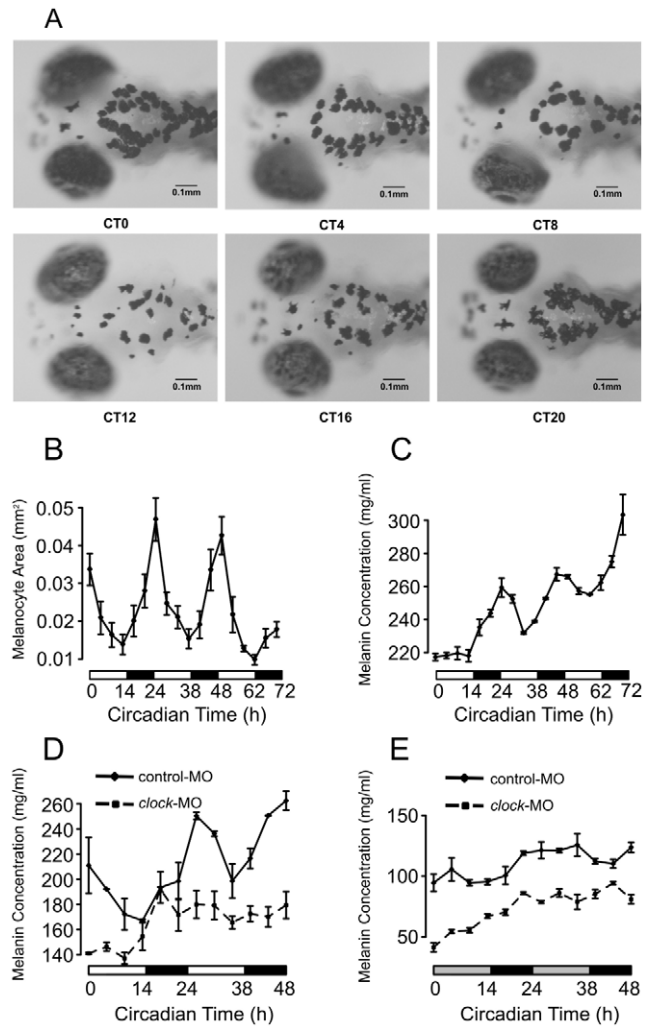 A
0.1mm
0.1mm
0.1mm
CT0
CT4
CT8
0.1mm
0.1mm
0.1mm
CT12
CT16
CT20
B
Melanocyte Area (mm²)
0.05
0.04
0.03
0.02
0.01
0 14 24 38 48 62 72
Circadian Time (h)
C
Melanin Concentration (mg/ml)
300
260
240
220
0 14 24 38 48 62 72
Circadian Time (h)
D
control-MO
clock-MO
Melanin Concentration (mg/ml)
260
240
220
200
180
160
140
0 14 24 38 48
Circadian Time (h)
E
control-MO
clock-MO
Melanin Concentration (mg/ml)
150
100
50
0 14 24 38 48
Circadian Time (h)